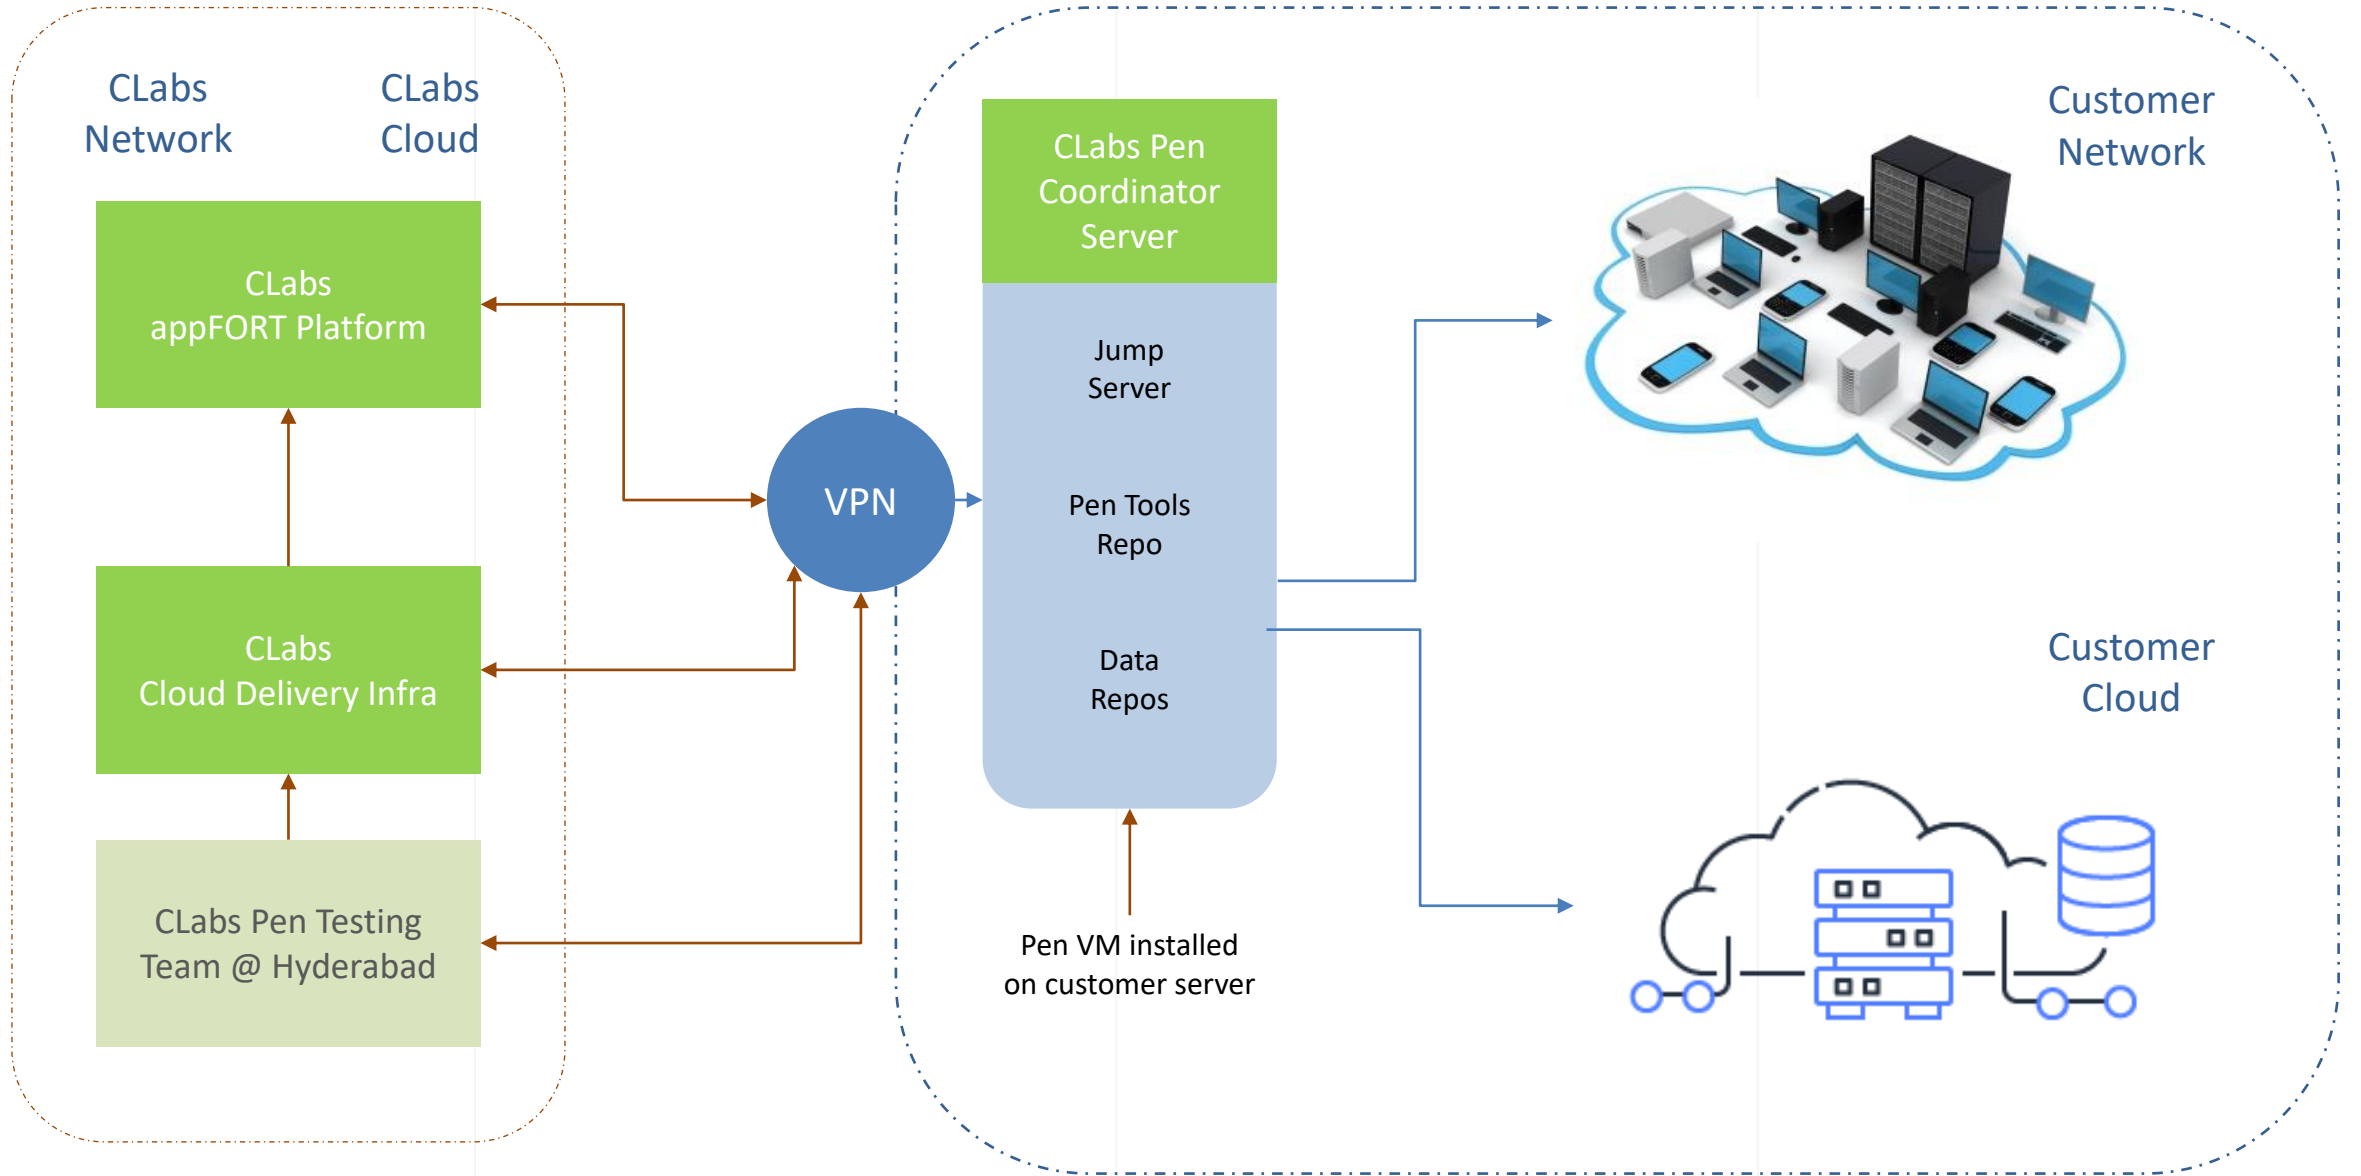 CLabs
Network
CLabs
Cloud
CLabs
appFORT Platform
CLabs
Cloud Delivery Infra
CLabs Pen Testing
Team @ Hyderabad
VPN
CLabs Pen
Coordinator
Server
Jump
Server
Pen Tools
Repo
Data
Repos
Pen VM installed
on customer server
Customer
Network
Customer
Cloud